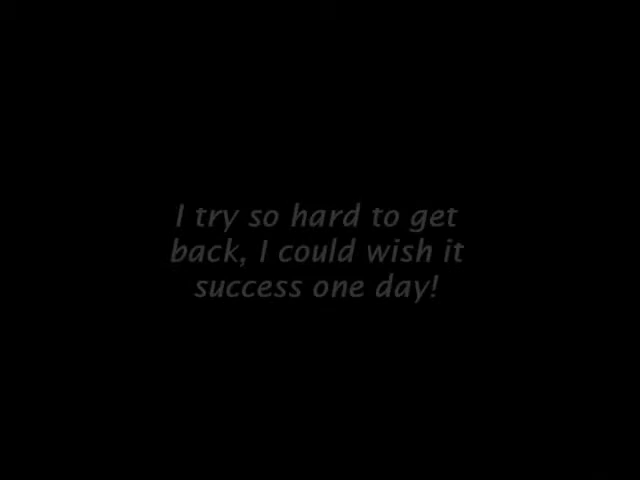 I try so hard to get
back, I could wish it
success one day!